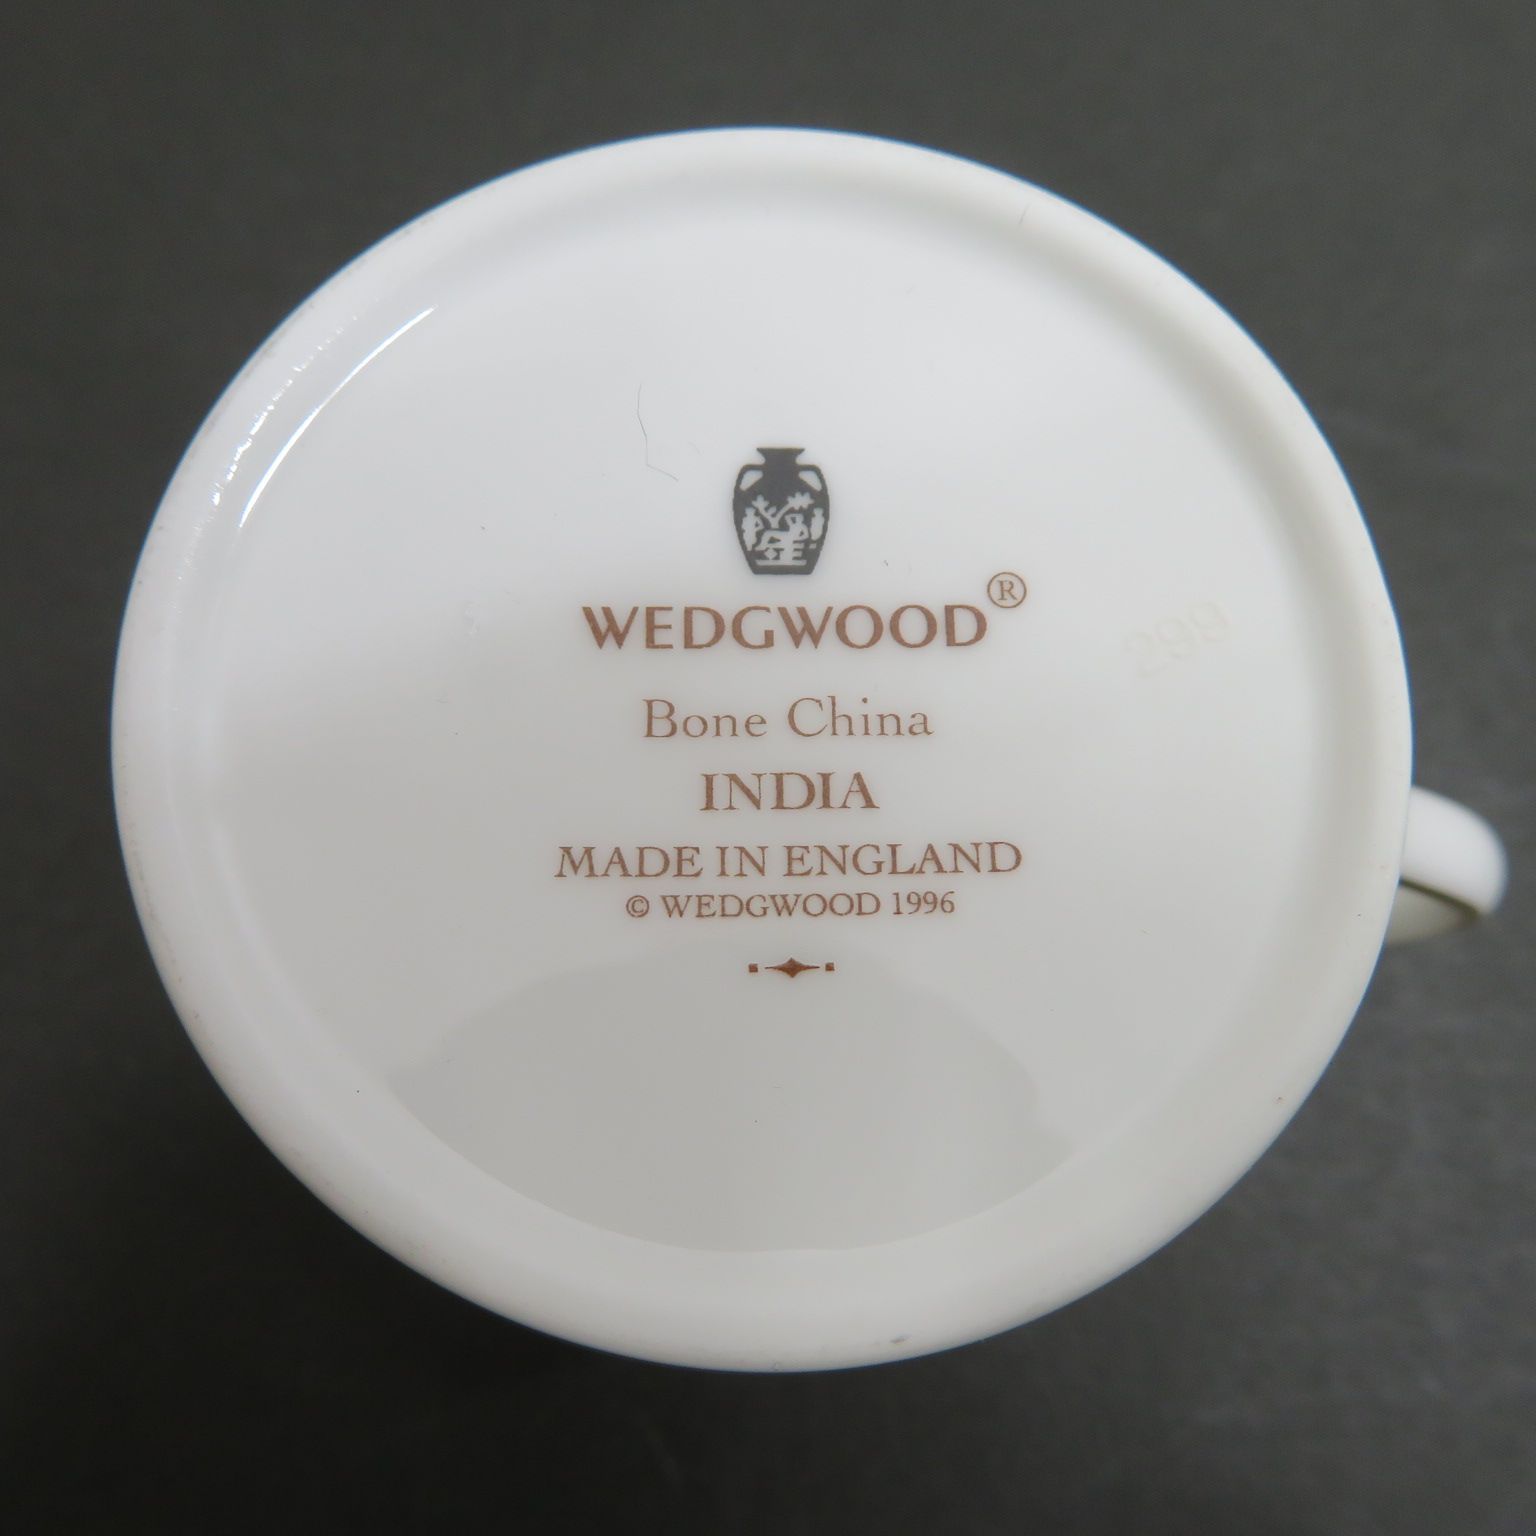 WEDGWOOD®
Bone China
INDIA
MADE IN ENGLAND
© WEDGWOOD 1996
299